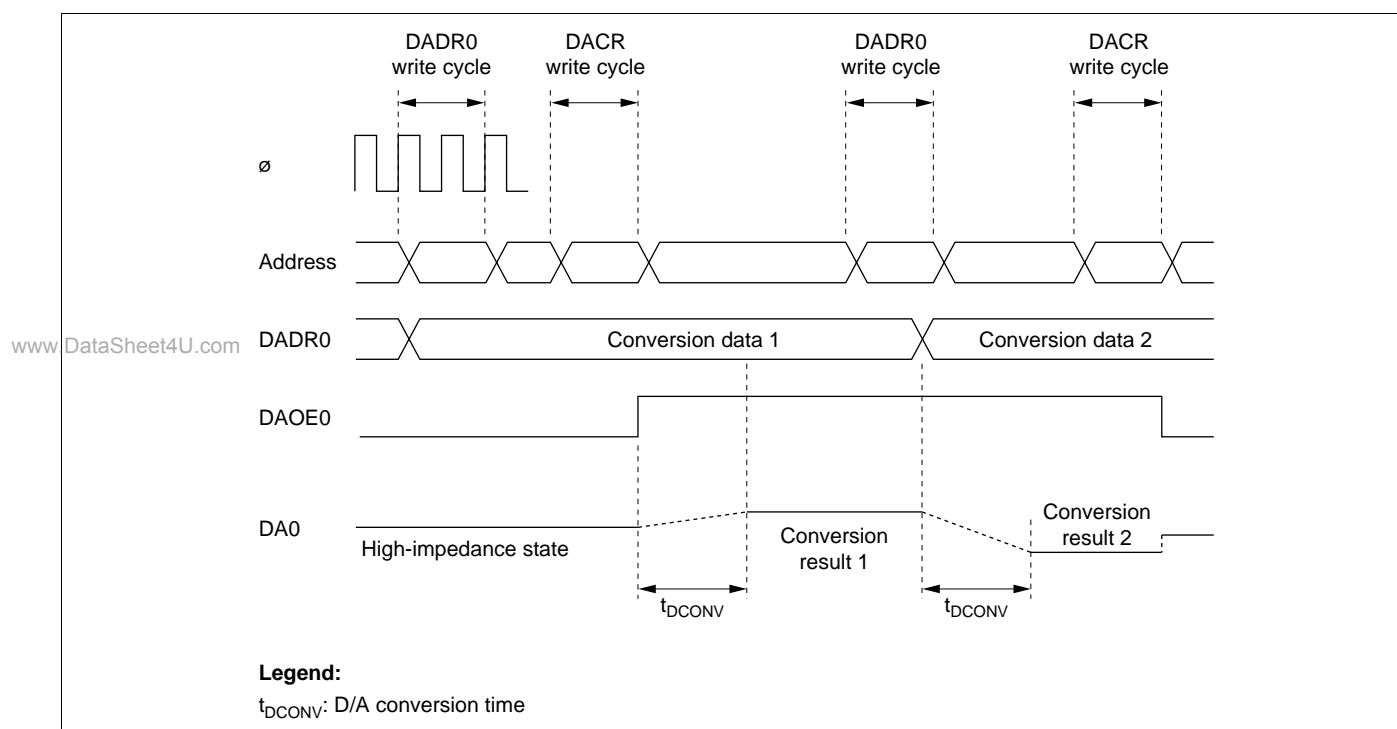 DADR0
write cycle
DACR
write cycle
DADR0
write cycle
DACR
write cycle
ø
Address
www.DataSheet4U.com
DADR0
Conversion data 1
Conversion data 2
DAOE0
DA0
High-impedance state
Conversion
result 1
Conversion
result 2
tDCONV
tDCONV
Legend:
tDCONV: D/A conversion time